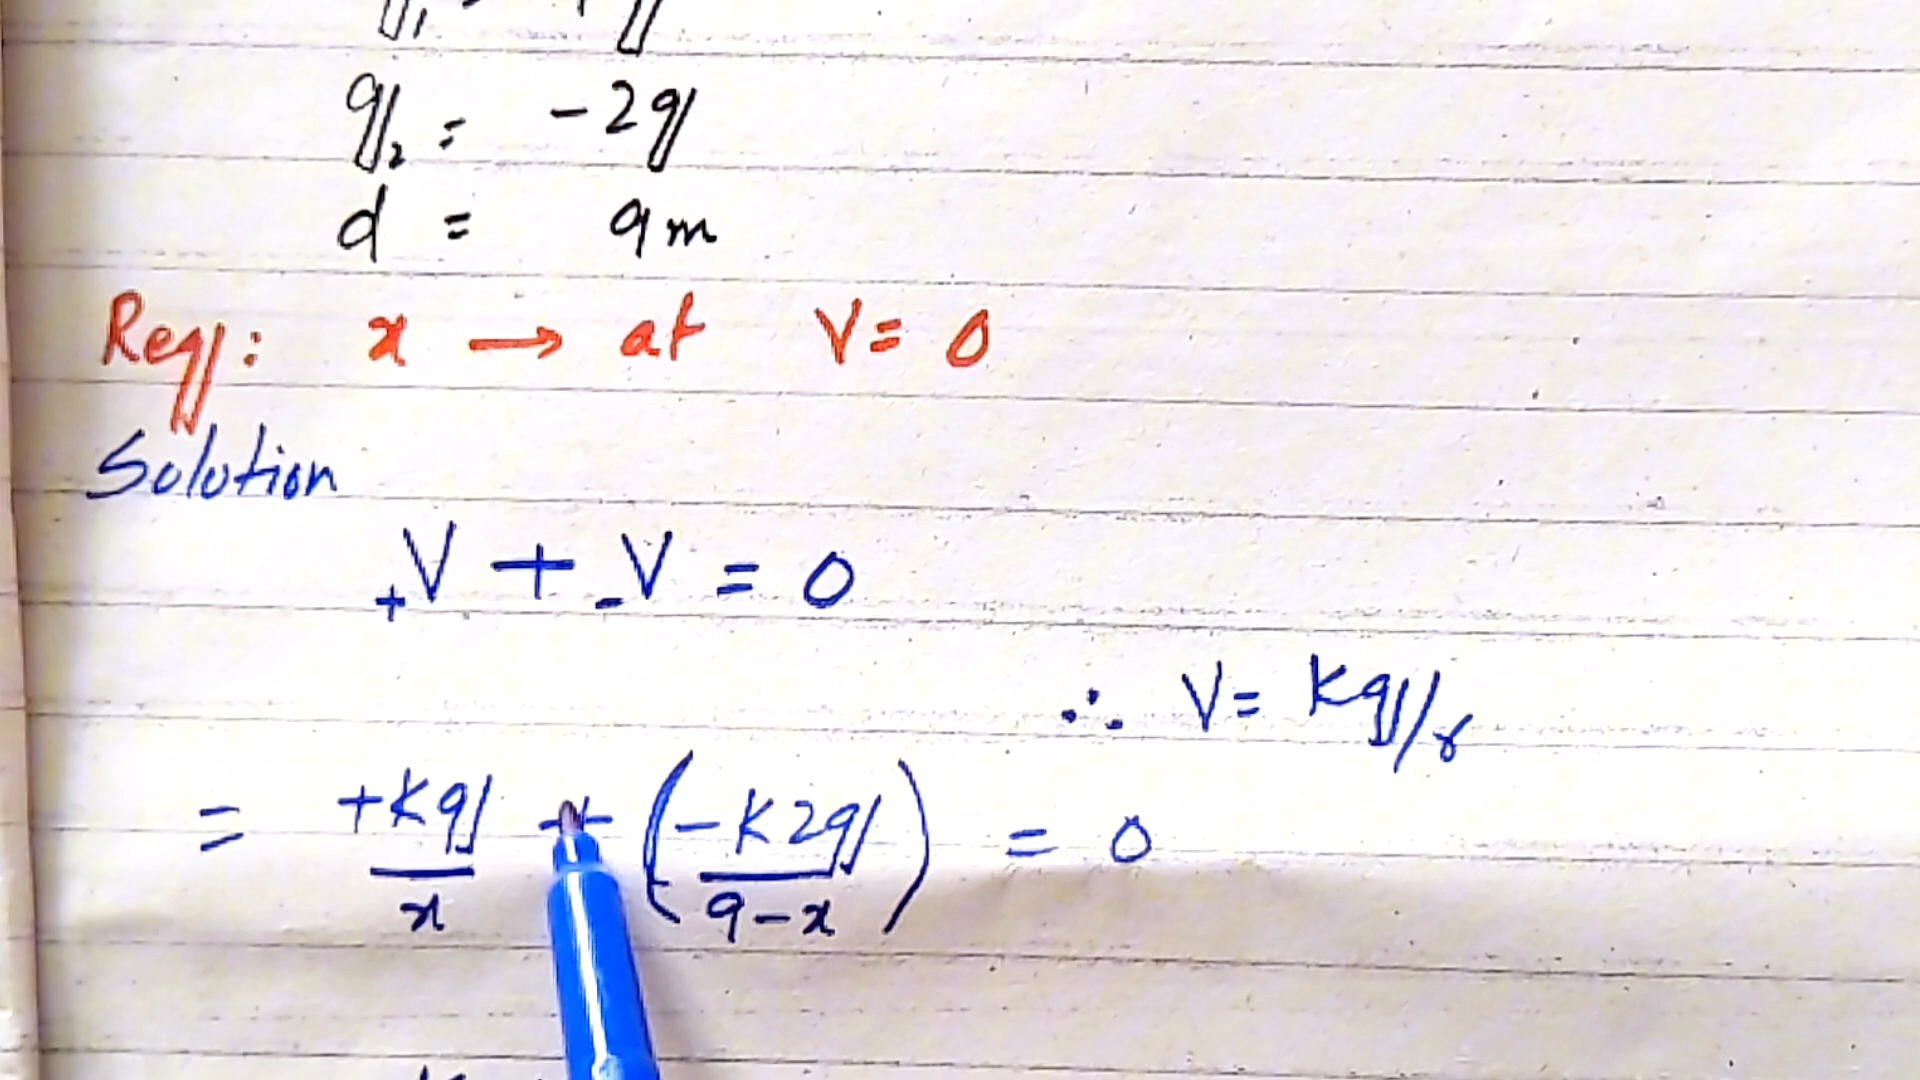 q₂ = -2q
d = 9m
Req: x → at V = 0
Solution
+V + -V = 0
∴ V = Kq/r
= +Kq/x + (-K2q/9-x) = 0